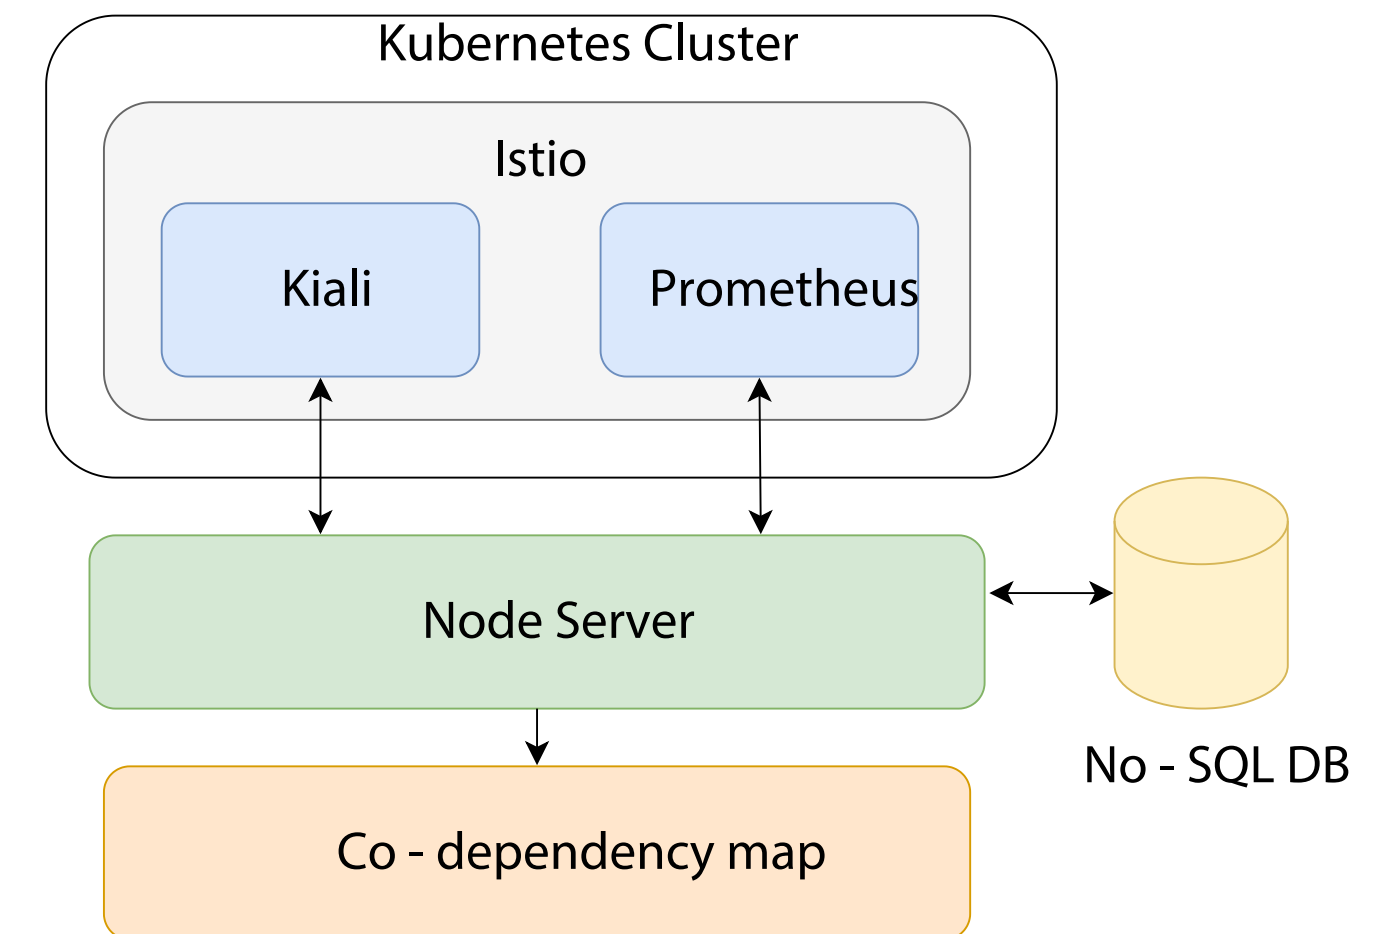 Kubernetes Cluster
Istio
Kiali
Prometheus
Node Server
No - SQL DB
Co - dependency map